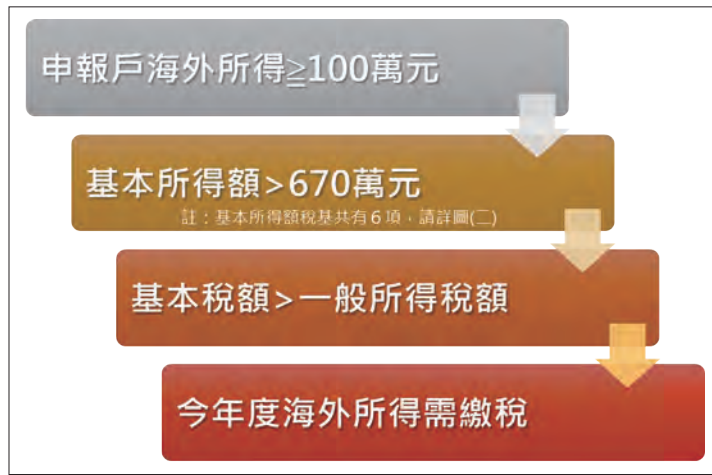 申報戶海外所得≧100萬元
基本所得額>670萬元
註：基本所得額稅基共有6項，請詳圖(二)
基本稅額>一般所得稅額
今年度海外所得需繳稅